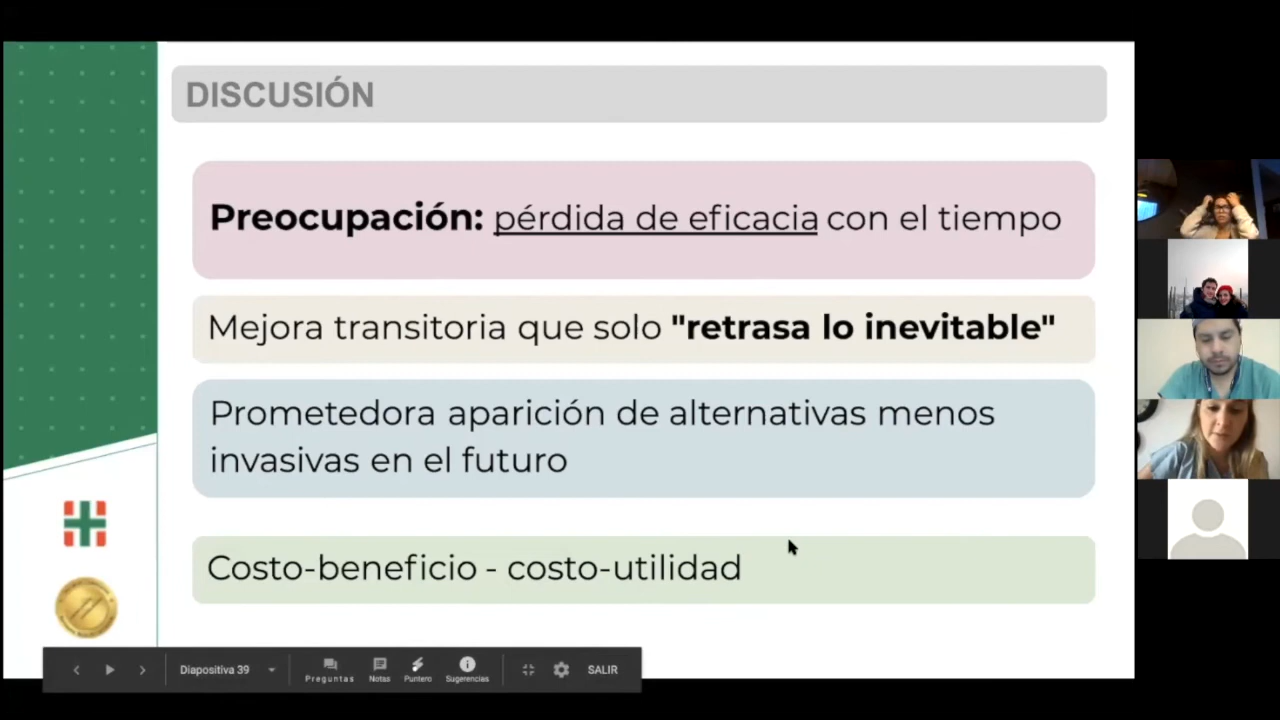 DISCUSIÓN
Preocupación: pérdida de eficacia con el tiempo
Mejora transitoria que solo "retrasa lo inevitable"
Prometedora aparición de alternativas menos
invasivas en el futuro
Costo-beneficio - costo-utilidad
Diapositiva 39
Preguntas
Notas
Puntero
Sugerencias
SALIR